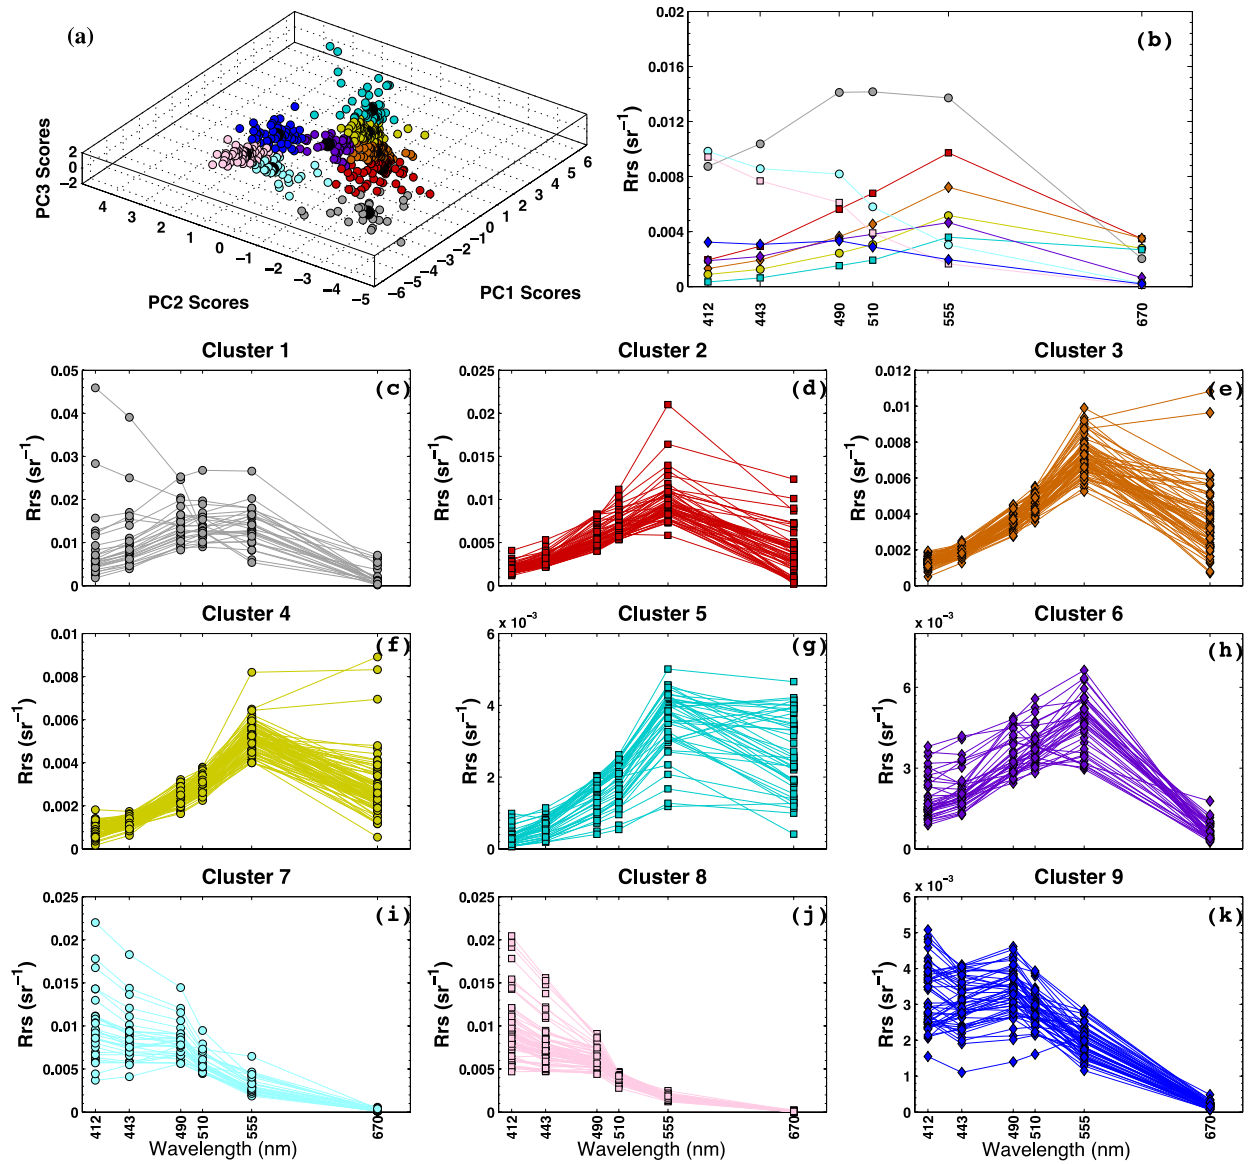 (a)
PC3 Scores
2
0
−2
4
3
2
1
0
−1
−2
−3
−4
−5
PC2 Scores
−6
−5
−4
−3
−2
−1
0
1
2
3
4
5
6
PC1 Scores
(b)
Rrs (sr⁻¹)
0.02
0.016
0.012
0.008
0.004
0
412
443
490
510
555
670
Cluster 1
(c)
Rrs (sr⁻¹)
0.05
0.04
0.03
0.02
0.01
0
Cluster 2
(d)
Rrs (sr⁻¹)
0.025
0.02
0.015
0.01
0.005
0
Cluster 3
(e)
Rrs (sr⁻¹)
0.012
0.01
0.008
0.006
0.004
0.002
0
Cluster 4
(f)
Rrs (sr⁻¹)
0.01
0.008
0.006
0.004
0.002
0
Cluster 5
x 10⁻³
(g)
Rrs (sr⁻¹)
6
4
2
0
Cluster 6
x 10⁻³
(h)
Rrs (sr⁻¹)
6
3
0
Cluster 7
(i)
Rrs (sr⁻¹)
0.025
0.02
0.015
0.01
0.005
0
412
443
490
510
555
670
Wavelength (nm)
Cluster 8
(j)
Rrs (sr⁻¹)
0.025
0.02
0.015
0.01
0.005
0
412
443
490
510
555
670
Wavelength (nm)
Cluster 9
x 10⁻³
(k)
Rrs (sr⁻¹)
6
5
4
3
2
1
0
412
443
490
510
555
670
Wavelength (nm)